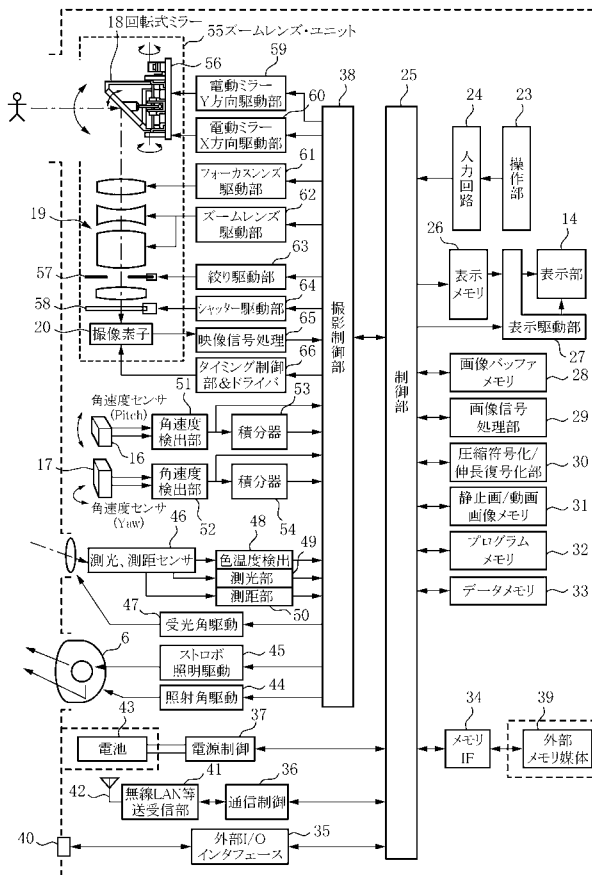 18回転式ミラー
55ズームレンズ・ユニット
56
59
電動ミラー
Y方向駆動部
60
電動ミラー
X方向駆動部
61
フォーカスレンズ
駆動部
62
ズームレンズ
駆動部
19
57
63
絞り駆動部
58
64
シャッター駆動部
20
撮像素子
65
映像信号処理
66
タイミング制御
部&ドライバ
38
撮影制御部
25
制御部
24
入力回路
23
操作部
26
表示
メモリ
14
表示部
表示駆動部
27
画像バッファ
メモリ
28
画像信号
処理部
29
圧縮符号化/
伸長復号化部
30
静止画/動画
画像メモリ
31
プログラム
メモリ
32
データメモリ
33
角速度センサ
(Pitch)
16
51
角速度
検出部
53
積分器
17
角速度センサ
(Yaw)
角速度
検出部
52
積分器
54
46
測光、測距センサ
48
色温度検出
49
測光部
測距部
50
47
受光角駆動
6
45
ストロボ
照明駆動
照射角駆動
44
43
電池
37
電源制御
34
メモリ
IF
39
外部
メモリ媒体
42
41
無線LAN等
送受信部
36
通信制御
40
35
外部I/O
インタフェース